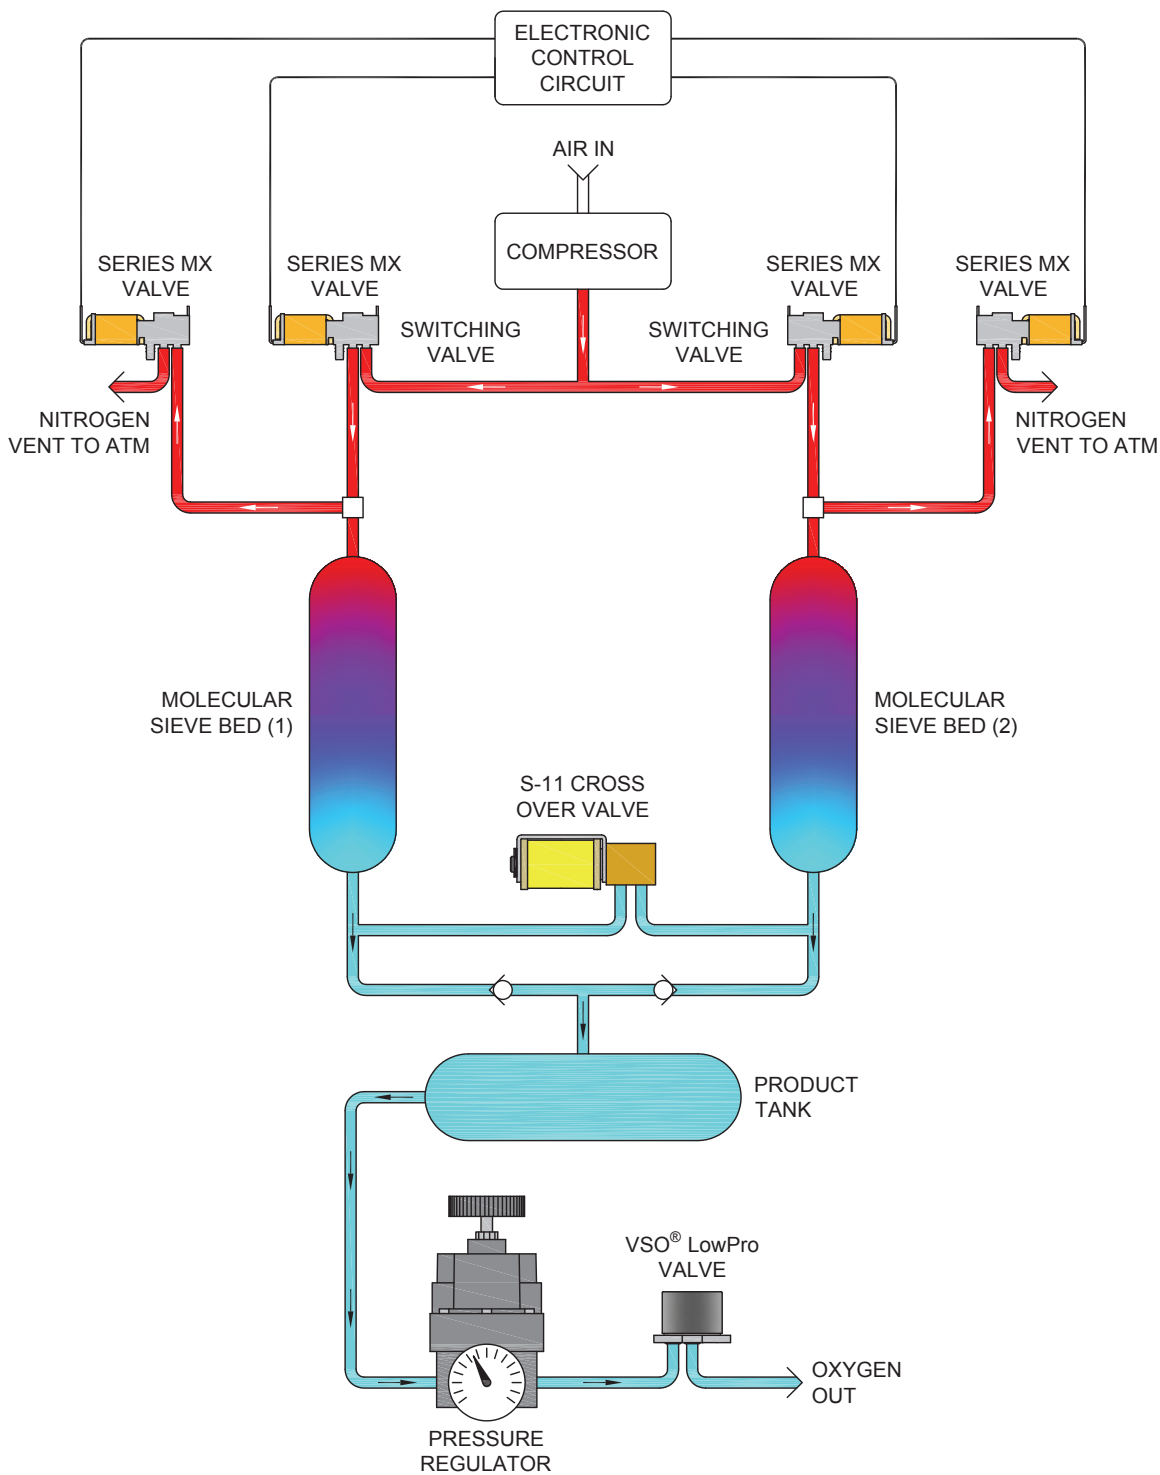 ELECTRONIC
CONTROL
CIRCUIT
AIR IN
COMPRESSOR
SERIES MX
VALVE
SERIES MX
VALVE
SERIES MX
VALVE
SERIES MX
VALVE
SWITCHING
VALVE
SWITCHING
VALVE
NITROGEN
VENT TO ATM
NITROGEN
VENT TO ATM
MOLECULAR
SIEVE BED (1)
MOLECULAR
SIEVE BED (2)
S-11 CROSS
OVER VALVE
PRODUCT
TANK
VSO® LowPro
VALVE
OXYGEN
OUT
PRESSURE
REGULATOR